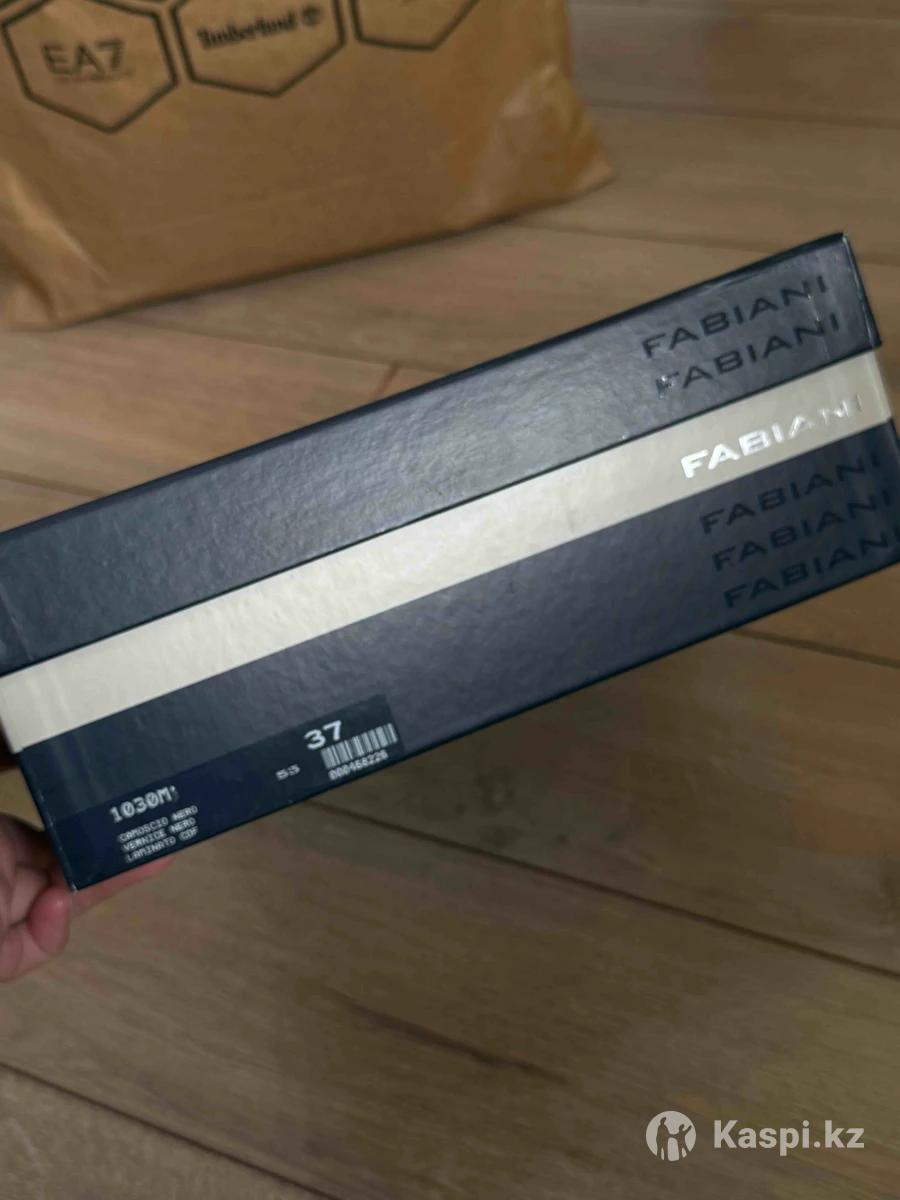 EA7
Timberland
FABIANI
FABIANI
FABIANI
FABIANI
FABIANI
FABIANI
37
SS
000468226
1030M
CAMOSCIO NERO
VERNICE NERO
LAMINATO CDF
Kaspi.kz